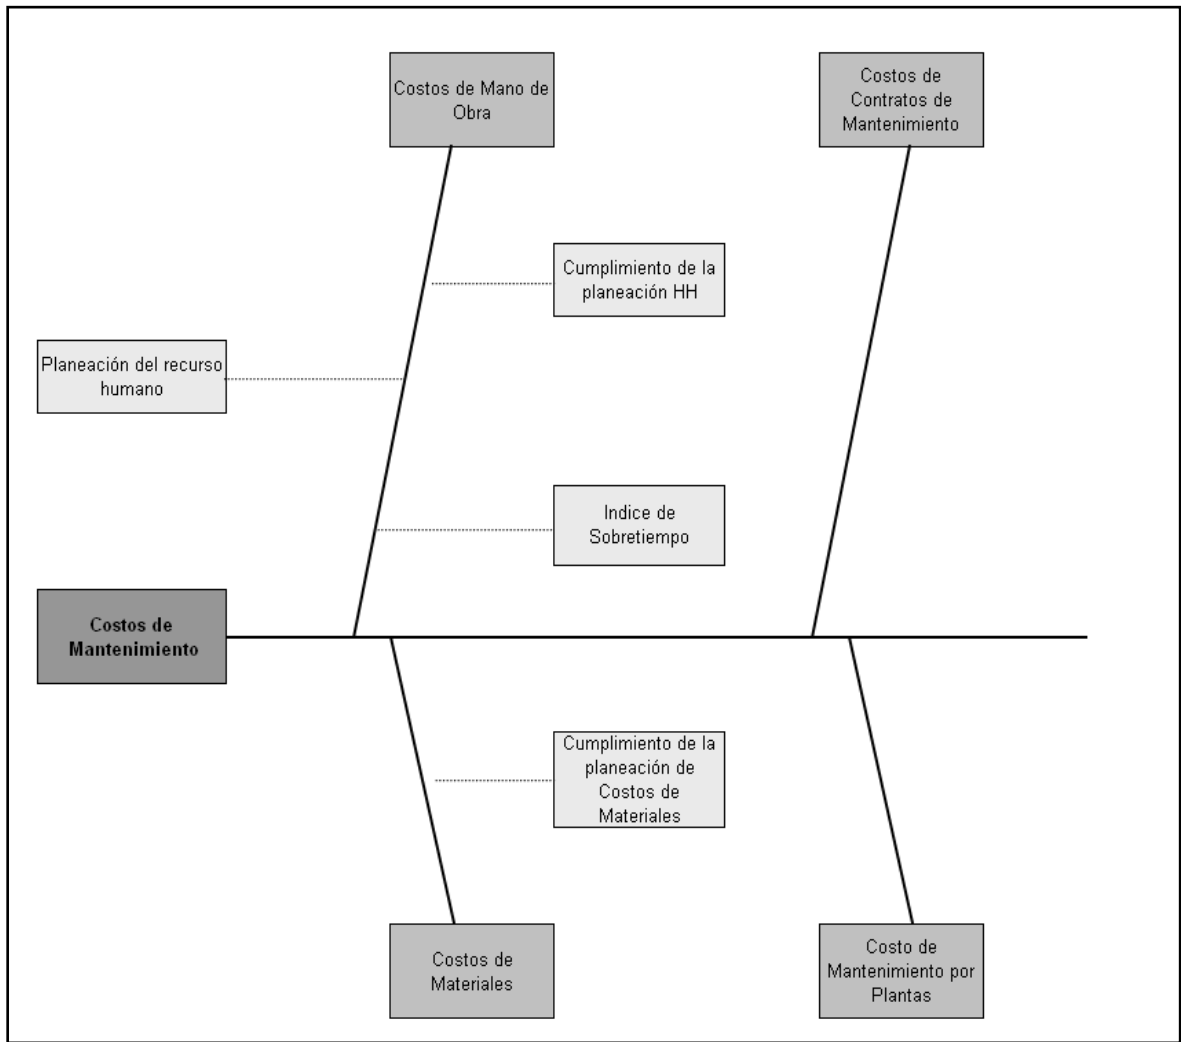 Costos de Mano de
Obra
Costos de
Contratos de
Mantenimiento
Cumplimiento de la
planeación HH
Planeación del recurso
humano
Indice de
Sobretiempo
Costos de
Mantenimiento
Cumplimiento de la
planeación de
Costos de
Materiales
Costos de
Materiales
Costo de
Mantenimiento por
Plantas